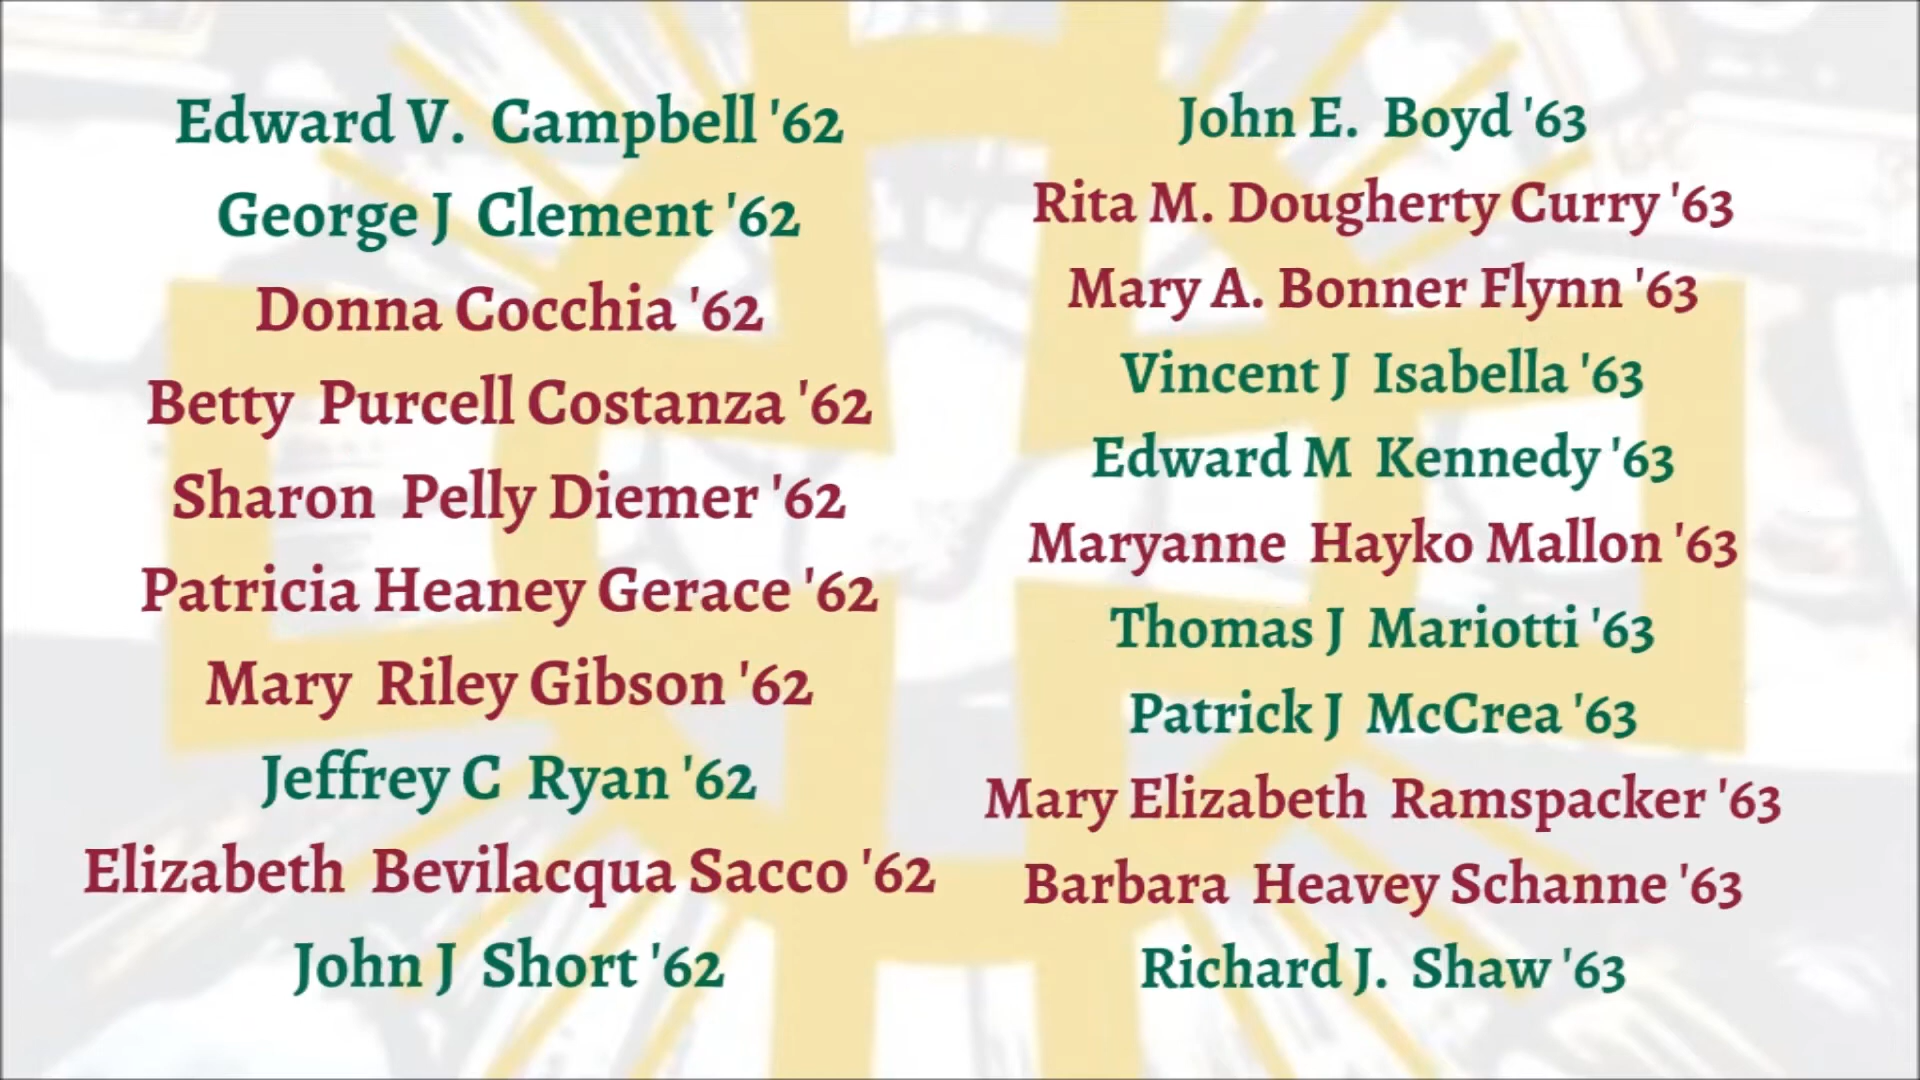 Edward V. Campbell '62
George J Clement '62
Donna Cocchia '62
Betty Purcell Costanza '62
Sharon Pelly Diemer '62
Patricia Heaney Gerace '62
Mary Riley Gibson '62
Jeffrey C Ryan '62
Elizabeth Bevilacqua Sacco '62
John J Short '62
John E. Boyd '63
Rita M. Dougherty Curry '63
Mary A. Bonner Flynn '63
Vincent J Isabella '63
Edward M Kennedy '63
Maryanne Hayko Mallon '63
Thomas J Mariotti '63
Patrick J McCrea '63
Mary Elizabeth Ramspacker '63
Barbara Heavey Schanne '63
Richard J. Shaw '63